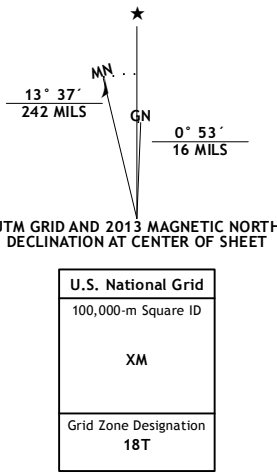 MN
13° 37´
242 MILS
GN
0° 53´
16 MILS
UTM GRID AND 2013 MAGNETIC NORTH
DECLINATION AT CENTER OF SHEET
U.S. National Grid
100,000-m Square ID
XM
Grid Zone Designation
18T